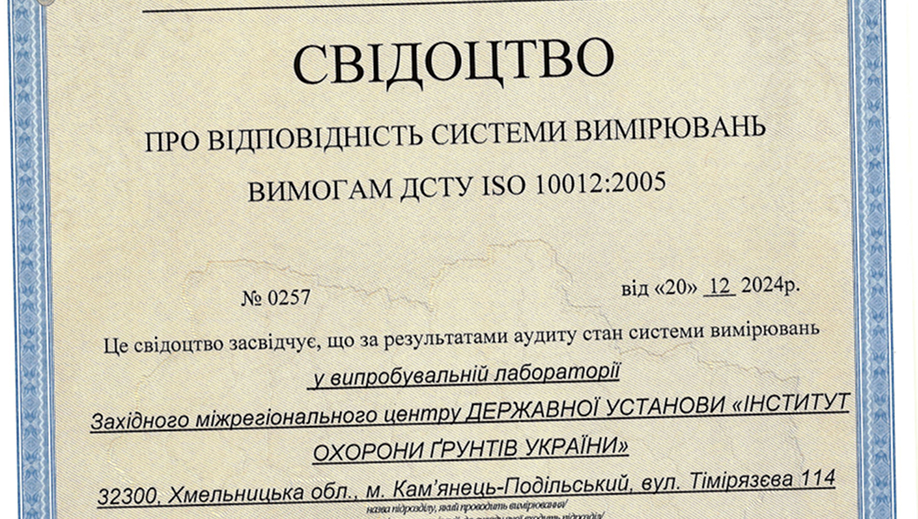 СВІДОЦТВО
ПРО ВІДПОВІДНІСТЬ СИСТЕМИ ВИМІРЮВАНЬ
ВИМОГАМ ДСТУ ISO 10012:2005
№ 0257 від «20» 12 2024р.
Це свідоцтво засвідчує, що за результатами аудиту стан системи вимірювань
у випробувальній лабораторії
Західного міжрегіонального центру ДЕРЖАВНОЇ УСТАНОВИ «ІНСТИТУТ
ОХОРОНИ ҐРУНТІВ УКРАЇНИ»
32300, Хмельницька обл., м. Кам’янець-Подільський, вул. Тімірязєва 114
назва підрозділу, який проводить вимірювання/